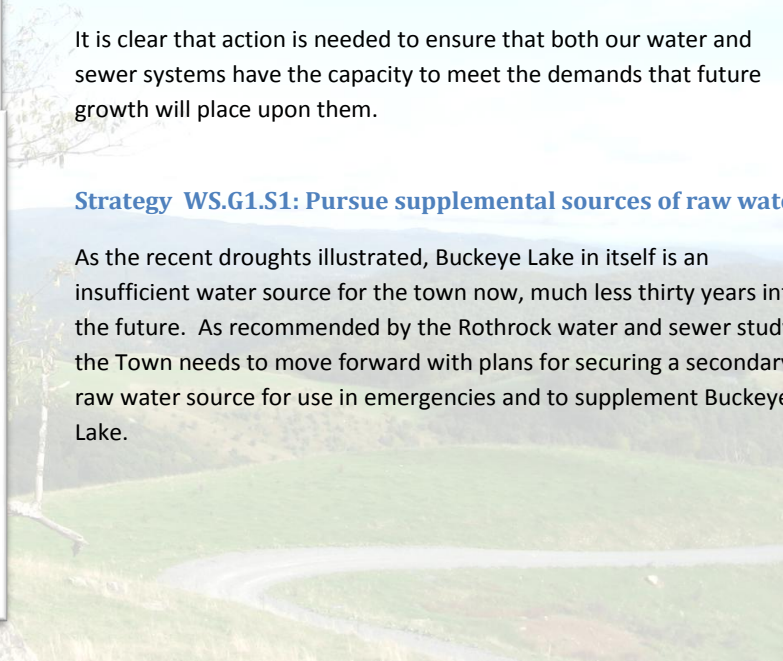 It is clear that action is needed to ensure that both our water and
sewer systems have the capacity to meet the demands that future
growth will place upon them.
Strategy WS.G1.S1: Pursue supplemental sources of raw
As the recent droughts illustrated, Buckeye Lake in itself is an
insufficient water source for the town now, much less thirty years
the future. As recommended by the Rothrock water and sewer
the Town needs to move forward with plans for securing a secondary
raw water source for use in emergencies and to supplement Buckeye
Lake.